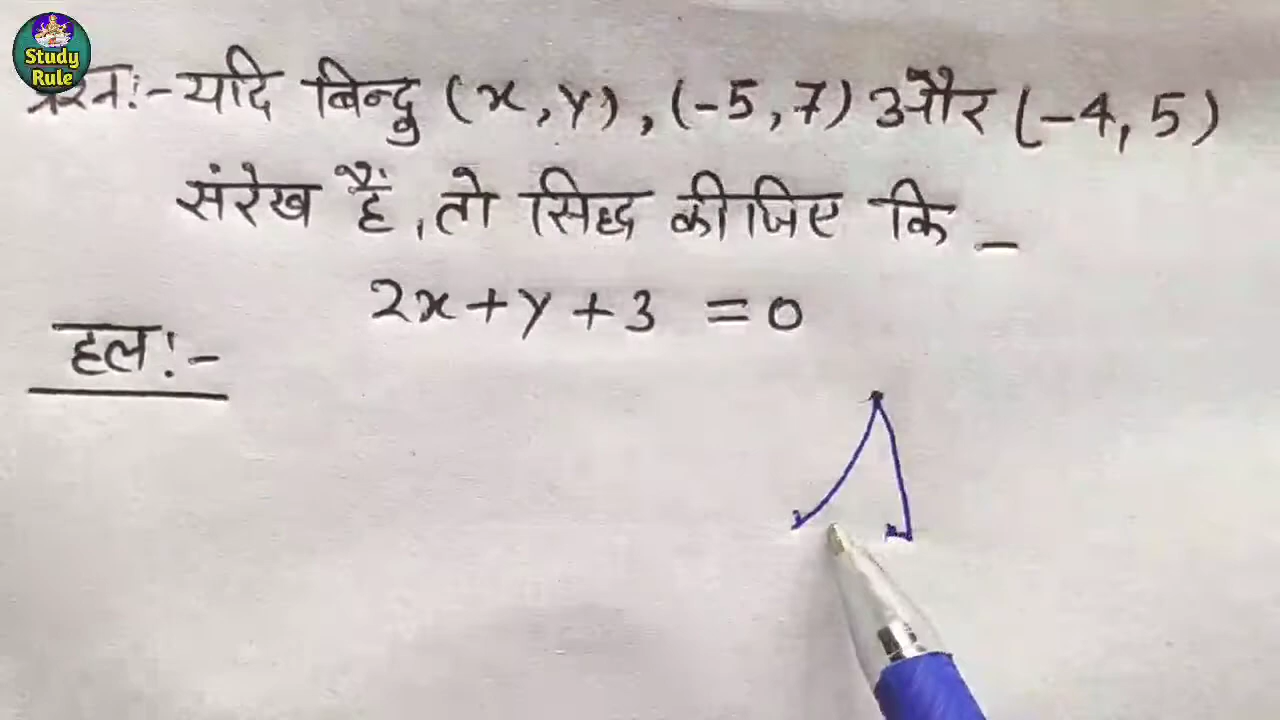 Study
Rule
प्रश्न:- यदि बिन्दु (x, y), (-5, 7) और (-4, 5)
संरेख हैं, तो सिद्ध कीजिए कि -
2x + y + 3 = 0
हल:-